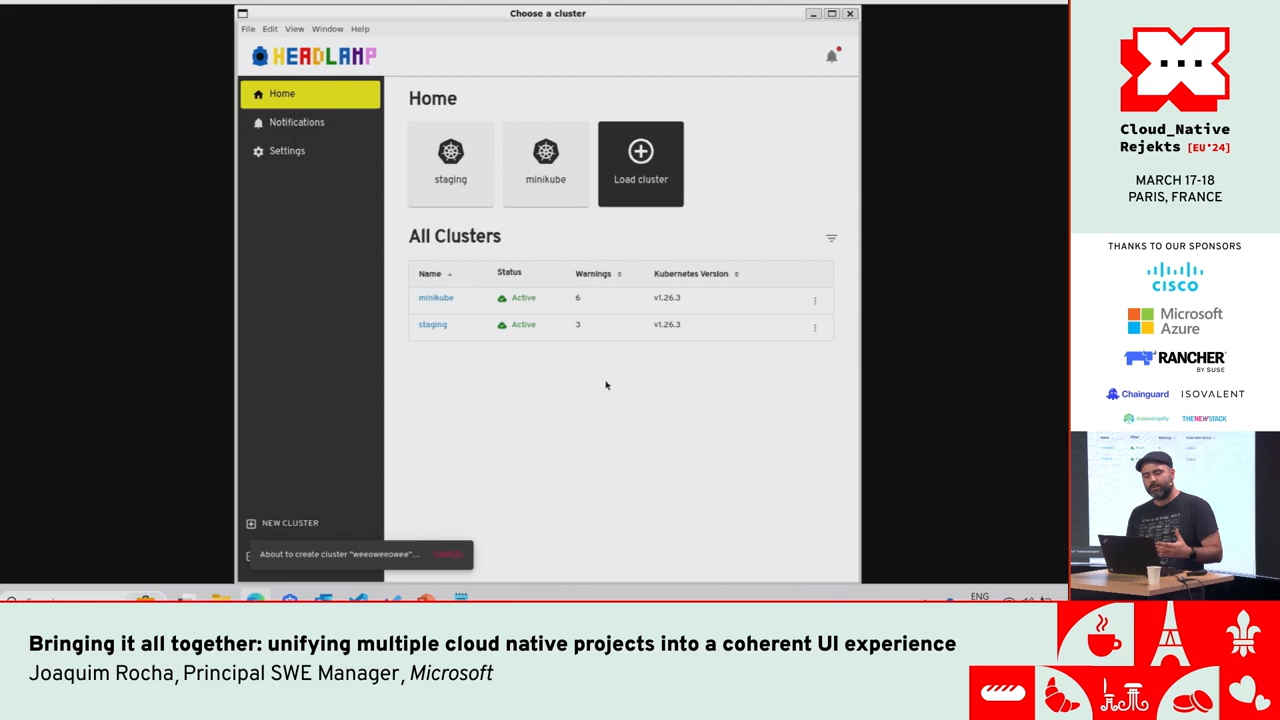 Choose a cluster
File Edit View Window Help
HEADLAMP
Home
Notifications
Settings
Home
staging
minikube
Load cluster
All Clusters
Name Status Warnings Kubernetes Version
minikube Active 6 v1.26.3
staging Active 3 v1.26.3
NEW CLUSTER
About to create cluster "weeoweeowee"... CANCEL
ENG
Cloud_Native
Rejekts [EU'24]
MARCH 17-18
PARIS, FRANCE
THANKS TO OUR SPONSORS
CISCO
Microsoft
Azure
RANCHER
BY SUSE
Chainguard ISOVALENT
kubesimplify THENEWSTACK
Bringing it all together: unifying multiple cloud native projects into a coherent UI experience
Joaquim Rocha, Principal SWE Manager, Microsoft